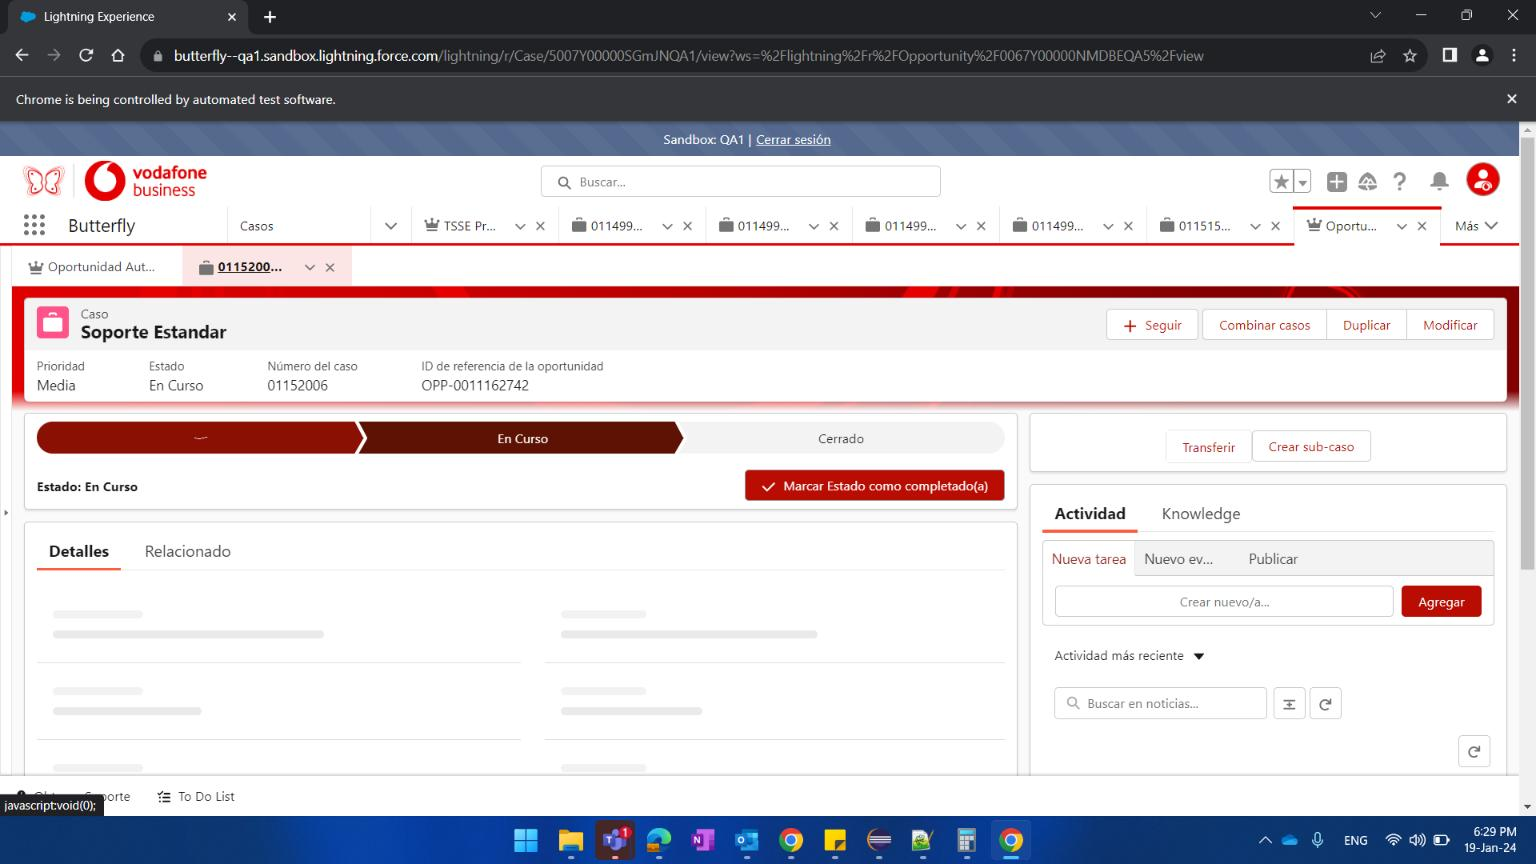 Lightning Experience
butterfly--qa1.sandbox.lightning.force.com/lightning/r/Case/5007Y00000SGmJNQA1/view?ws=%2Flightning%2Fr%2FOpportunity%2F0067Y00000NMDBEQA5%2Fview
Chrome is being controlled by automated test software.
Sandbox: QA1 | Cerrar sesión
vodafone
business
Buscar...
Butterfly
Casos
TSSE Pr...
011499...
011499...
011499...
011499...
011515...
Oportu...
Más
Oportunidad Aut...
0115200...
Caso
Soporte Estandar
Seguir
Combinar casos
Duplicar
Modificar
Prioridad
Estado
Número del caso
ID de referencia de la oportunidad
Media
En Curso
01152006
OPP-0011162742
En Curso
Cerrado
Transferir
Crear sub-caso
Estado: En Curso
Marcar Estado como completado(a)
Actividad
Knowledge
Detalles
Relacionado
Nueva tarea
Nuevo ev...
Publicar
Crear nuevo/a...
Agregar
Actividad más reciente
Buscar en noticias...
To Do List
javascript:void(0);
1
ENG
6:29 PM
19-Jan-24